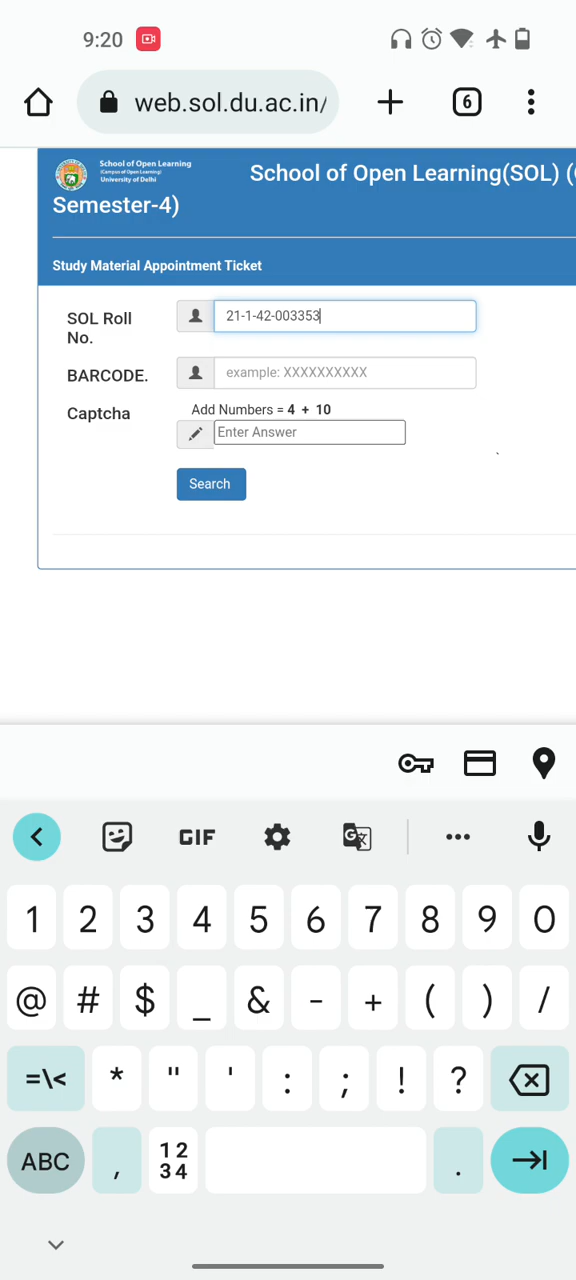 9:20
web.sol.du.ac.in/
6
School of Open Learning
(Campus of Open Learning)
University of Delhi
School of Open Learning(SOL) (
Semester-4)
Study Material Appointment Ticket
SOL Roll No.
21-1-42-003353
BARCODE.
example: XXXXXXXXXX
Captcha
Add Numbers = 4 + 10
Enter Answer
Search
GIF
G
1 2 3 4 5 6 7 8 9 0
@ # $ _ & - + ( ) /
=\< * " ' : ; ! ?
ABC , 12 34 .